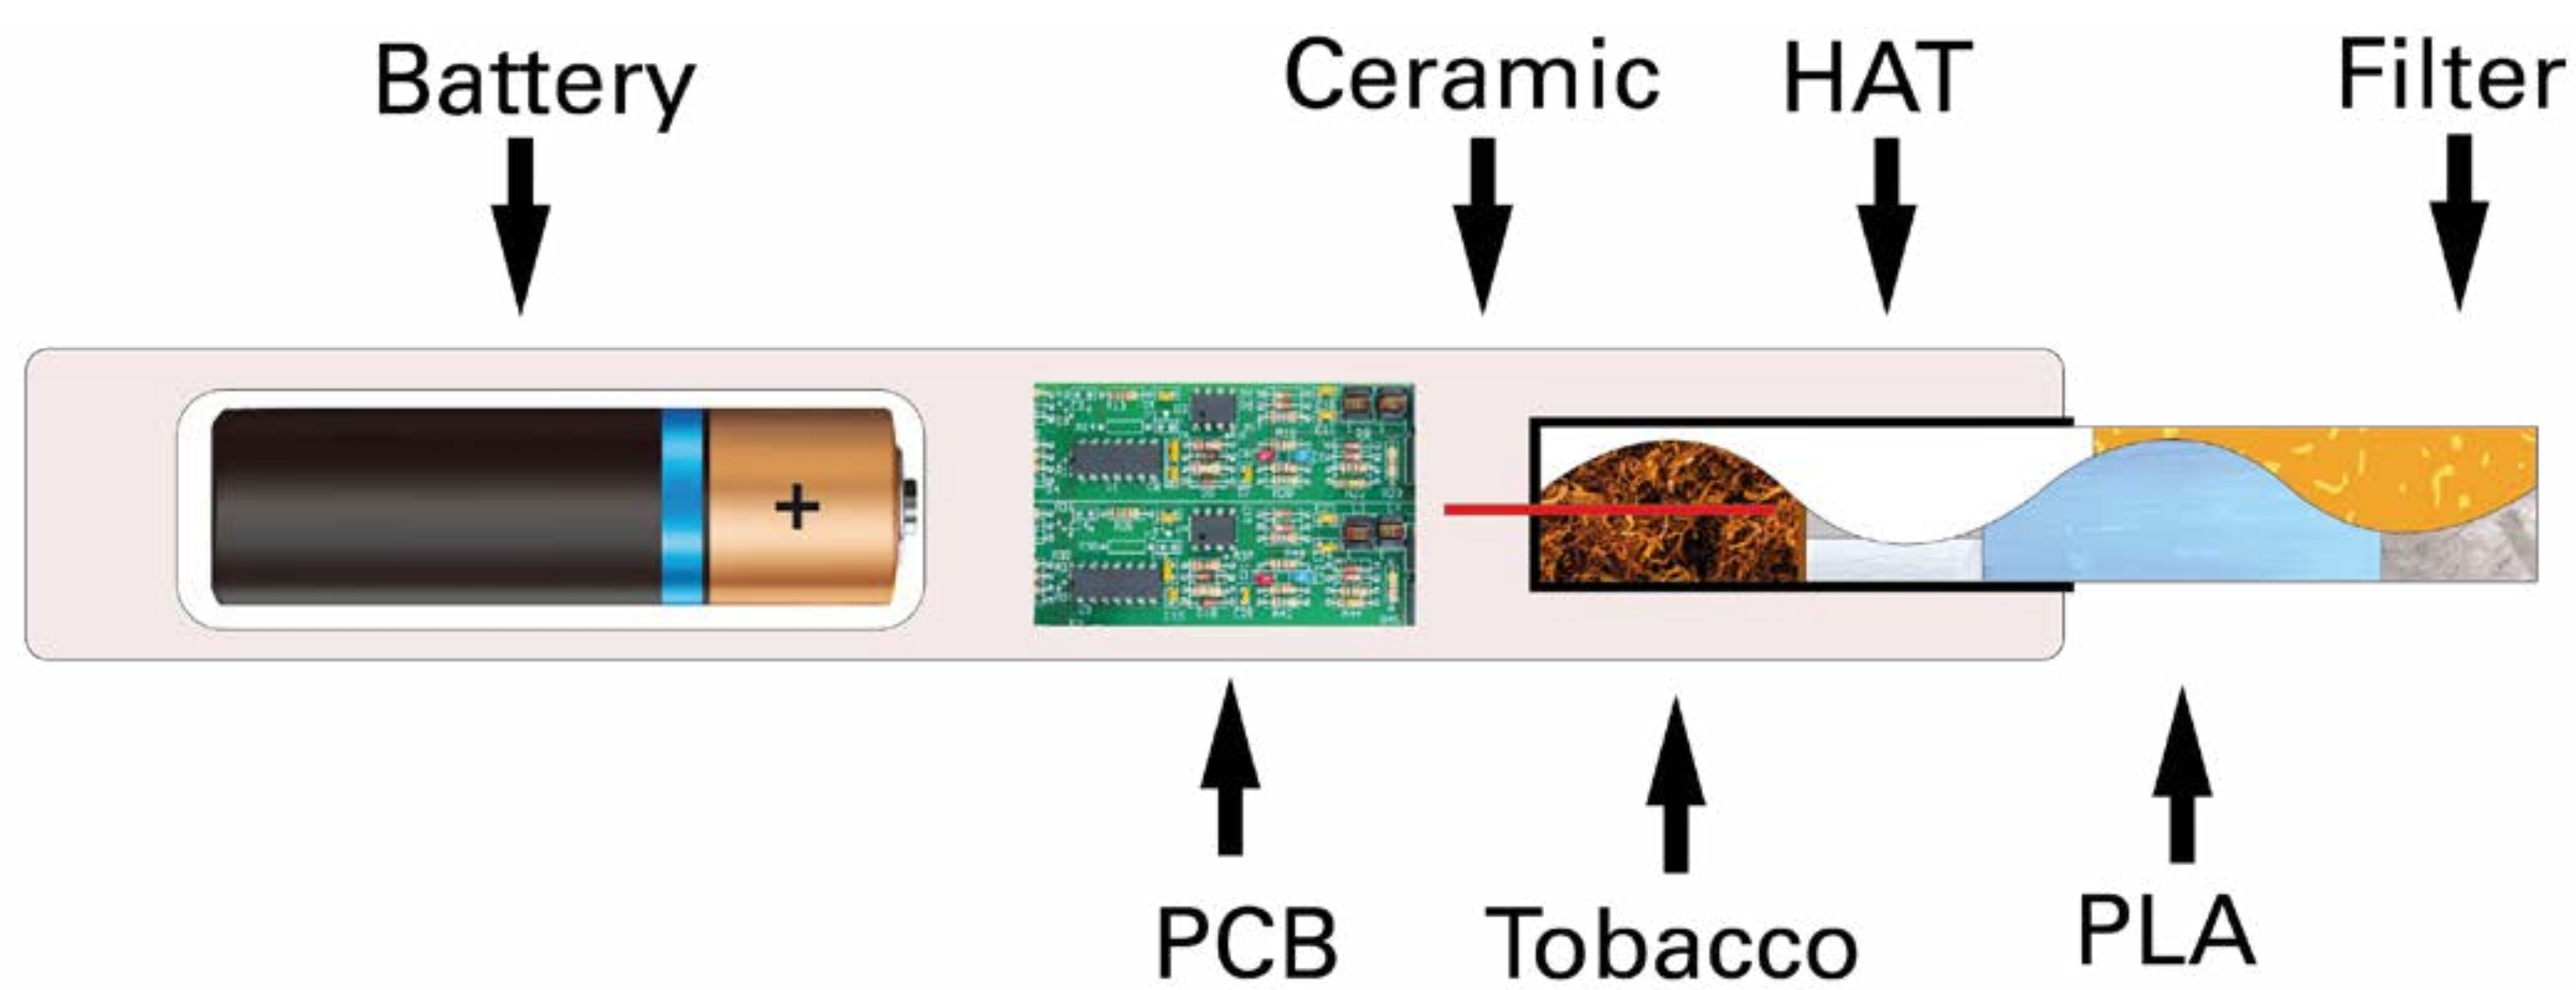 Battery
Ceramic
HAT
Filter
+
PCB
Tobacco
PLA